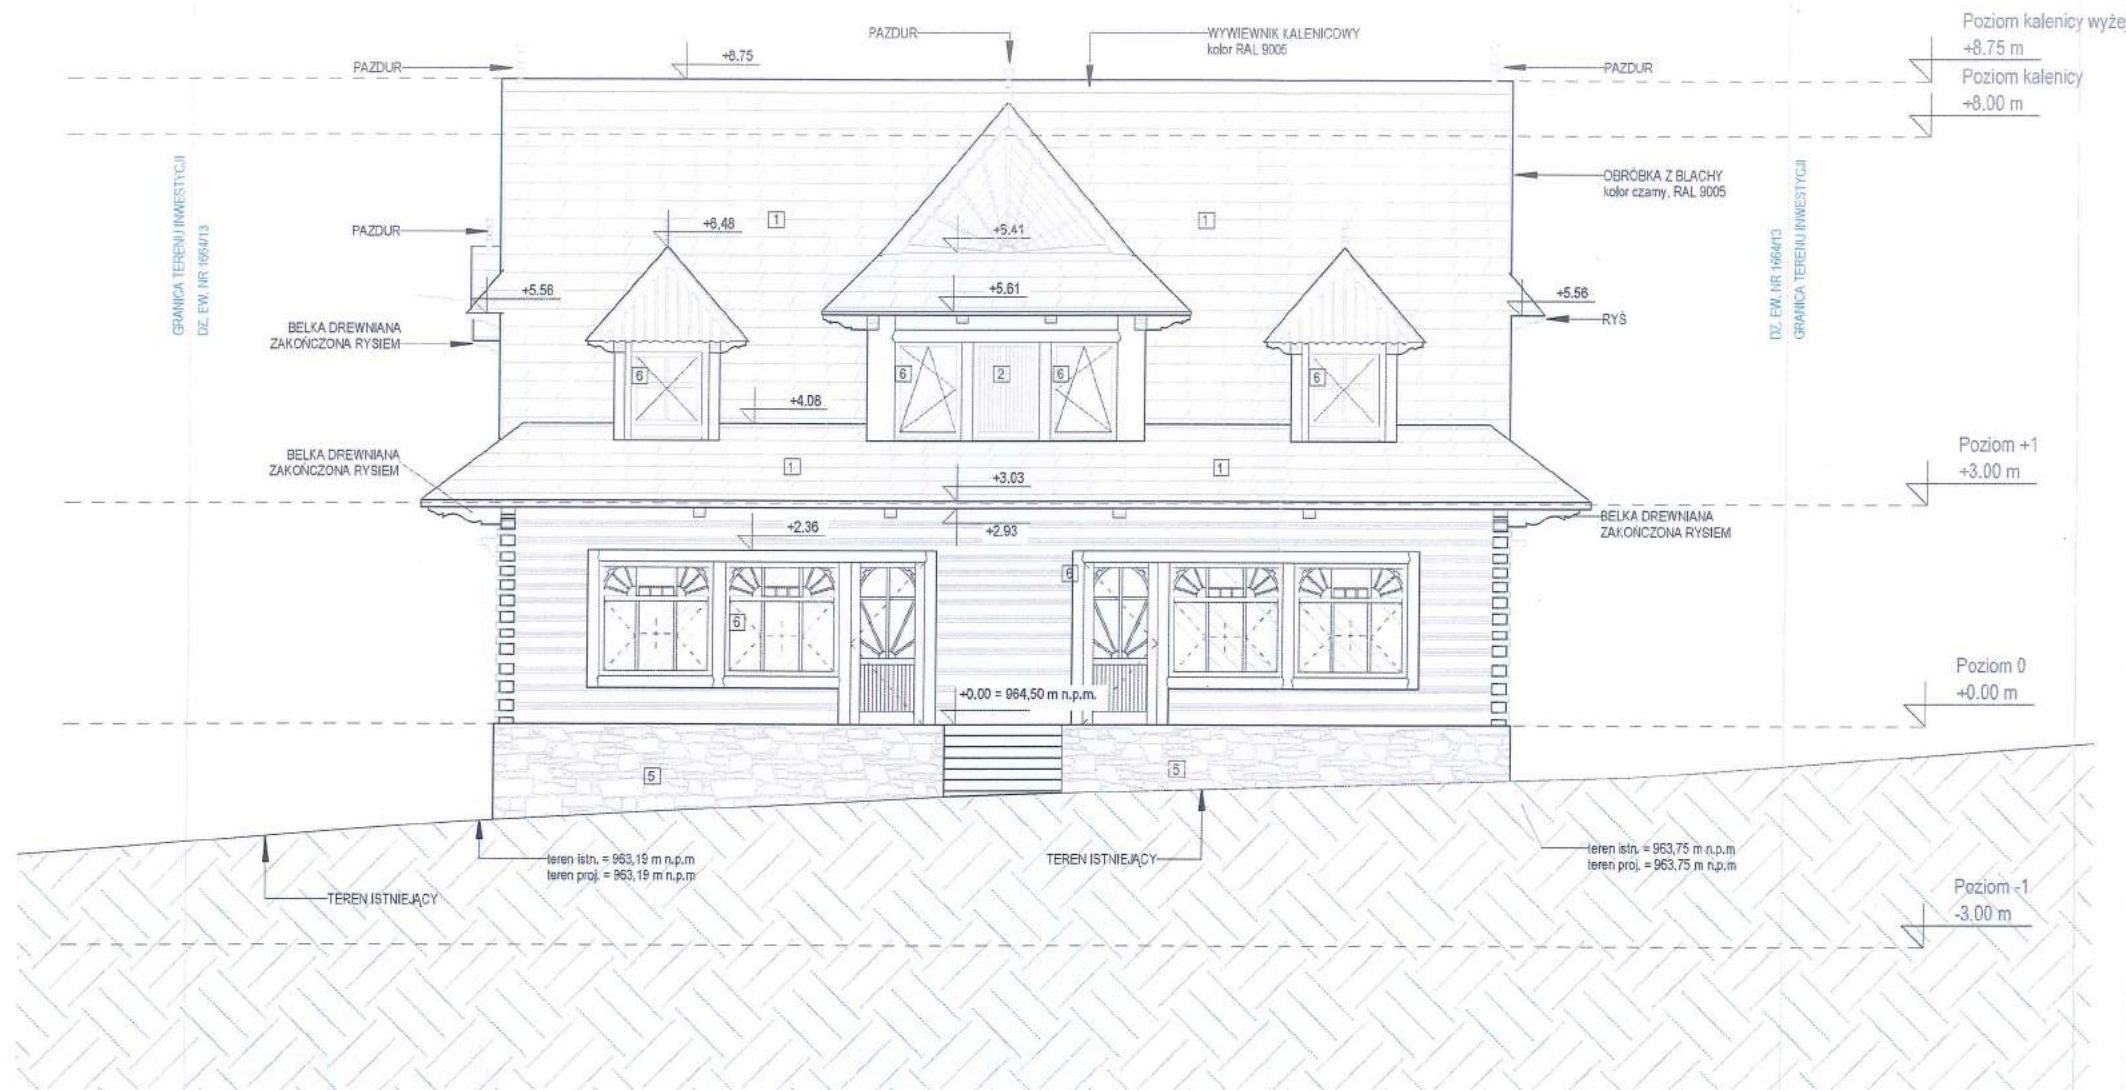 Poziom kalenicy wyże
+8.75 m
Poziom kalenicy
+8.00 m
PAZDUR
WYWIEWNIK KALENICOWY
kolor RAL 9005
PAZDUR
+8.75
PAZDUR
OBRÓBKA Z BLACHY
kolor czarny, RAL 9005
GRANICA TERENU INWESTYCJI
DZ. EW. NR 1664/13
DZ. EW. NR 1664/13
GRANICA TERENU INWESTYCJI
PAZDUR
+6,48
1
+6.41
1
+5.56
+5.61
+5.56
RYŚ
BELKA DREWNIANA
ZAKOŃCZONA RYSIEM
6
6
2
6
6
+4.08
BELKA DREWNIANA
ZAKOŃCZONA RYSIEM
1
1
+3.03
Poziom +1
+3.00 m
+2.36
+2.93
BELKA DREWNIANA
ZAKOŃCZONA RYSIEM
6
6
+0.00 = 964,50 m n.p.m.
Poziom 0
+0.00 m
5
5
teren istn. = 963,19 m n.p.m
teren proj. = 963,19 m n.p.m
TEREN ISTNIEJĄCY
TEREN ISTNIEJĄCY
teren istn. = 963,75 m n.p.m
teren proj. = 963,75 m n.p.m
Poziom -1
-3.00 m